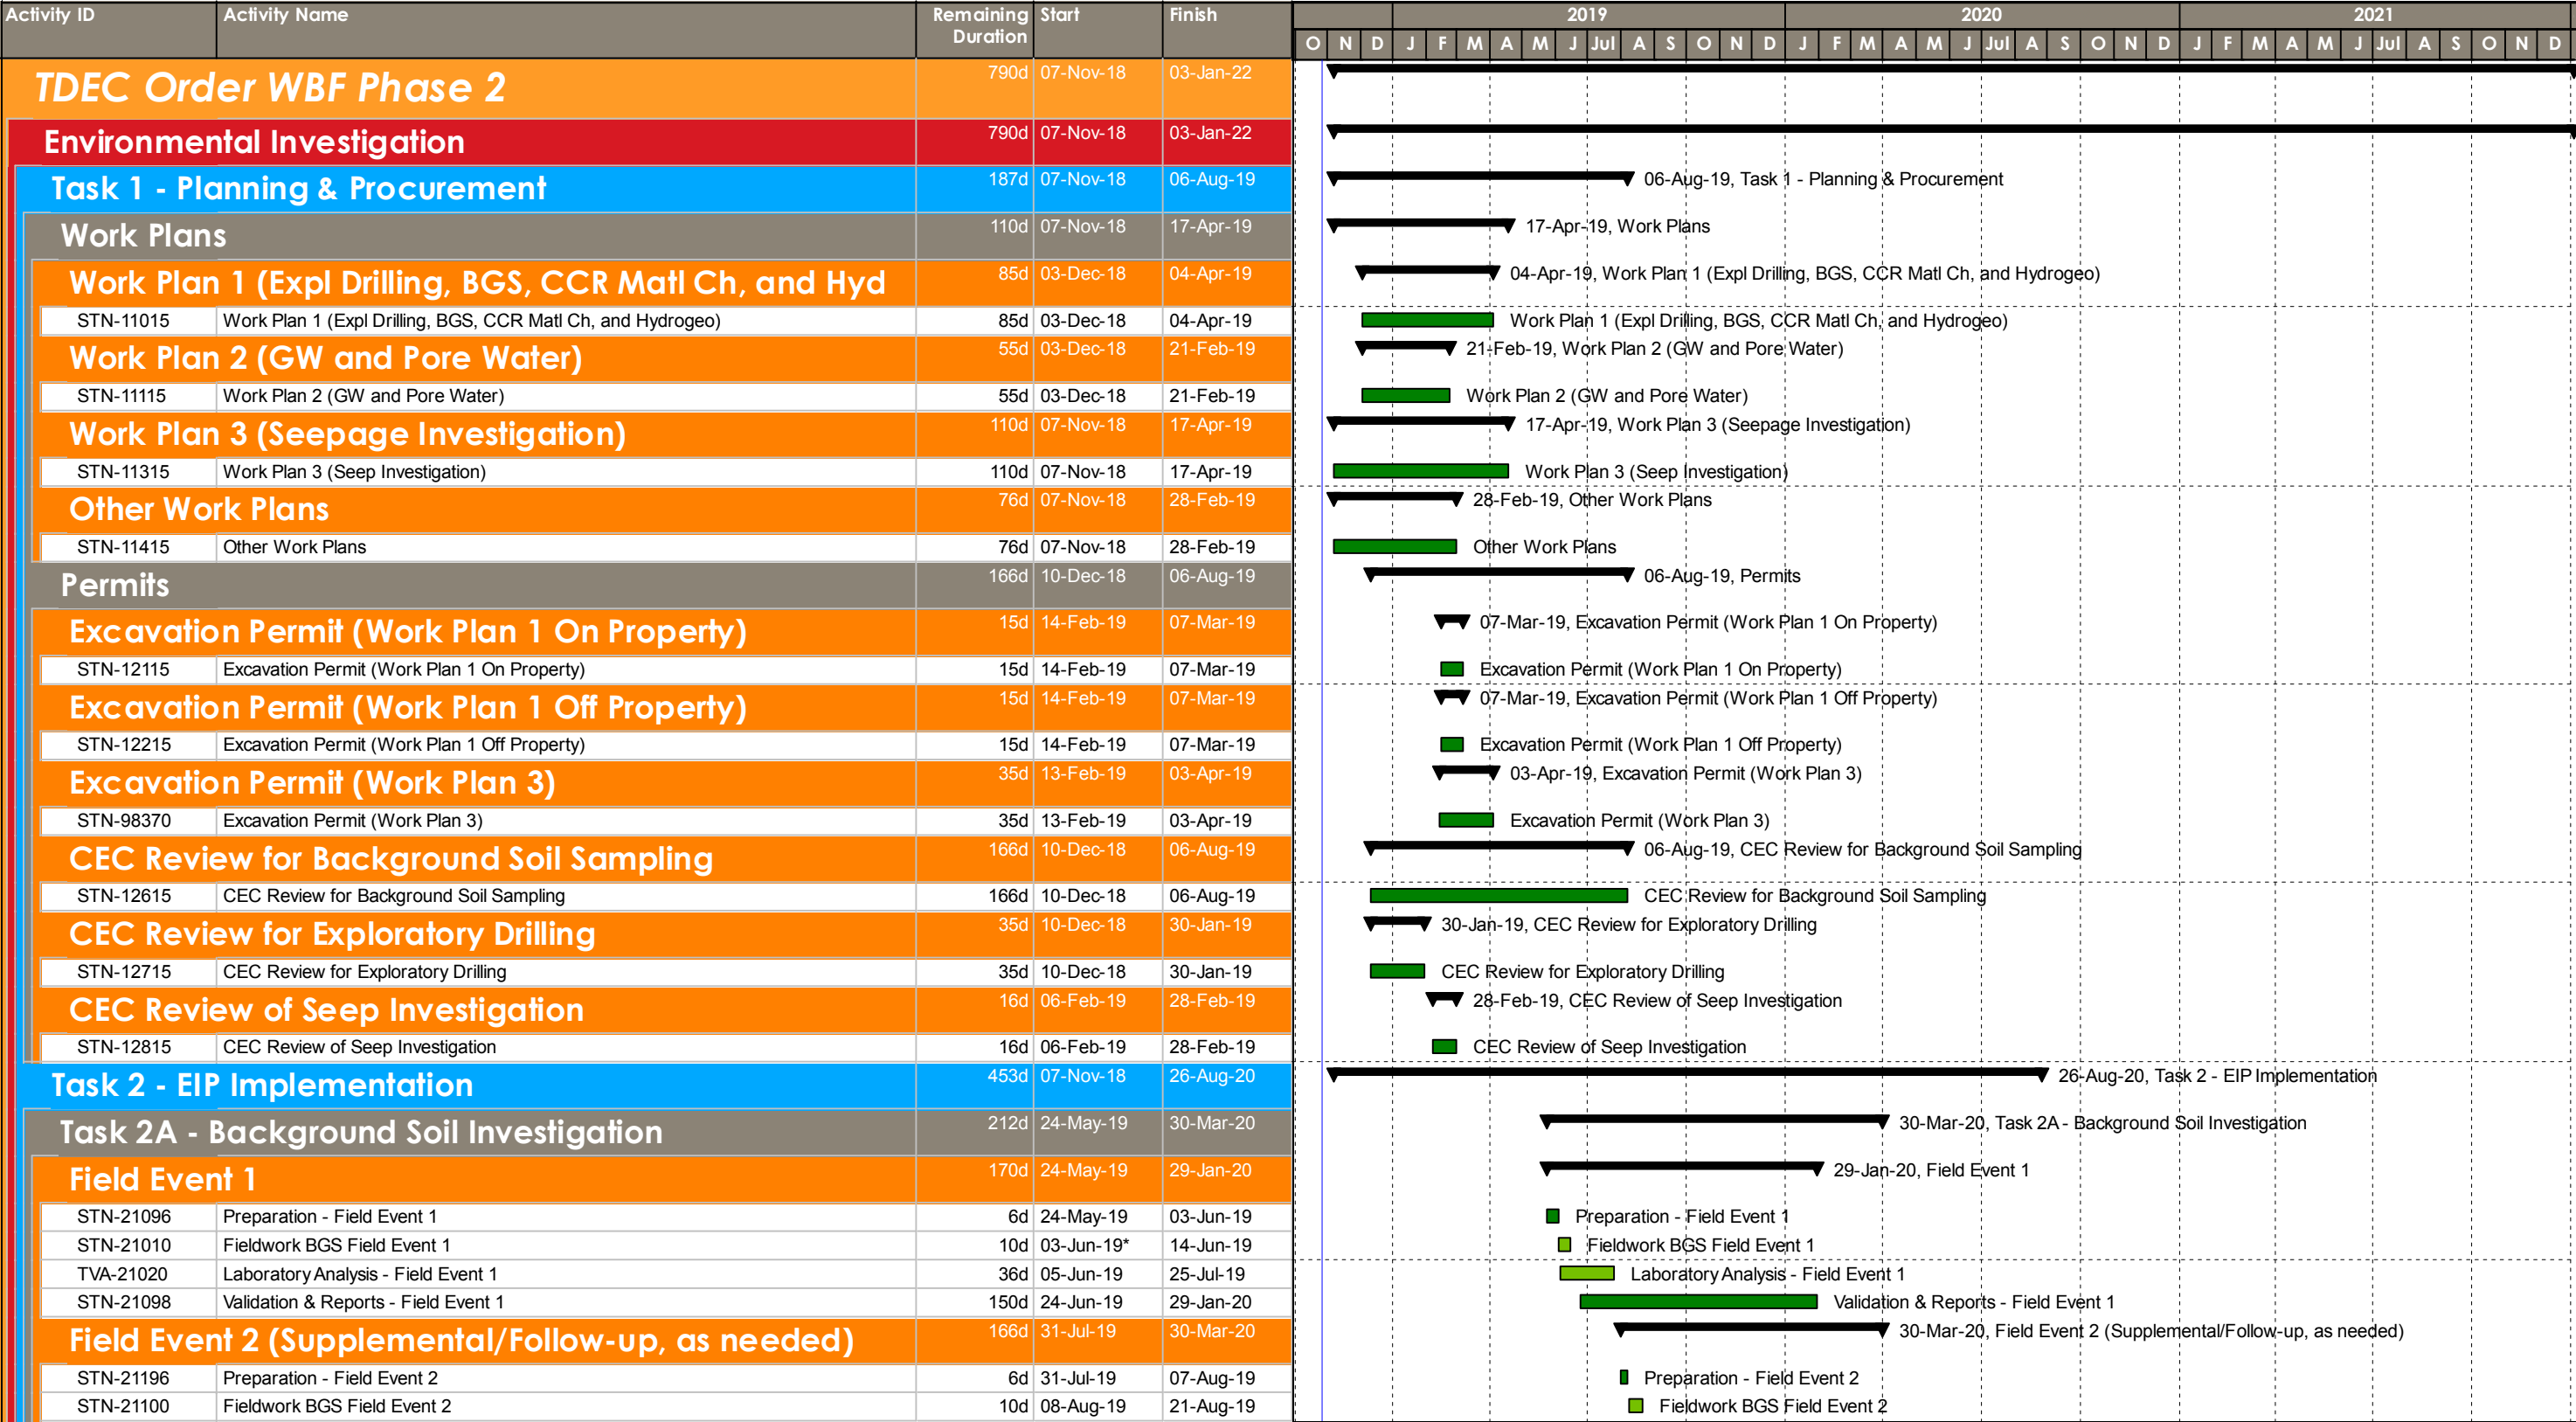 Activity ID Activity Name Remaining Duration Start Finish 2019 2020 2021
O N D J F M A M J Jul A S O N D J F M A M J Jul A S O N D J F M A M J Jul A S O N D
TDEC Order WBF Phase 2 790d 07-Nov-18 03-Jan-22
Environmental Investigation 790d 07-Nov-18 03-Jan-22
Task 1 - Planning & Procurement 187d 07-Nov-18 06-Aug-19 06-Aug-19, Task 1 - Planning & Procurement
Work Plans 110d 07-Nov-18 17-Apr-19 17-Apr-19, Work Plans
Work Plan 1 (Expl Drilling, BGS, CCR Matl Ch, and Hyd 85d 03-Dec-18 04-Apr-19 04-Apr-19, Work Plan 1 (Expl Drilling, BGS, CCR Matl Ch, and Hydrogeo)
STN-11015 Work Plan 1 (Expl Drilling, BGS, CCR Matl Ch, and Hydrogeo) 85d 03-Dec-18 04-Apr-19 Work Plan 1 (Expl Drilling, BGS, CCR Matl Ch, and Hydrogeo)
Work Plan 2 (GW and Pore Water) 55d 03-Dec-18 21-Feb-19 21-Feb-19, Work Plan 2 (GW and Pore Water)
STN-11115 Work Plan 2 (GW and Pore Water) 55d 03-Dec-18 21-Feb-19 Work Plan 2 (GW and Pore Water)
Work Plan 3 (Seepage Investigation) 110d 07-Nov-18 17-Apr-19 17-Apr-19, Work Plan 3 (Seepage Investigation)
STN-11315 Work Plan 3 (Seep Investigation) 110d 07-Nov-18 17-Apr-19 Work Plan 3 (Seep Investigation)
Other Work Plans 76d 07-Nov-18 28-Feb-19 28-Feb-19, Other Work Plans
STN-11415 Other Work Plans 76d 07-Nov-18 28-Feb-19 Other Work Plans
Permits 166d 10-Dec-18 06-Aug-19 06-Aug-19, Permits
Excavation Permit (Work Plan 1 On Property) 15d 14-Feb-19 07-Mar-19 07-Mar-19, Excavation Permit (Work Plan 1 On Property)
STN-12115 Excavation Permit (Work Plan 1 On Property) 15d 14-Feb-19 07-Mar-19 Excavation Permit (Work Plan 1 On Property)
Excavation Permit (Work Plan 1 Off Property) 15d 14-Feb-19 07-Mar-19 07-Mar-19, Excavation Permit (Work Plan 1 Off Property)
STN-12215 Excavation Permit (Work Plan 1 Off Property) 15d 14-Feb-19 07-Mar-19 Excavation Permit (Work Plan 1 Off Property)
Excavation Permit (Work Plan 3) 35d 13-Feb-19 03-Apr-19 03-Apr-19, Excavation Permit (Work Plan 3)
STN-98370 Excavation Permit (Work Plan 3) 35d 13-Feb-19 03-Apr-19 Excavation Permit (Work Plan 3)
CEC Review for Background Soil Sampling 166d 10-Dec-18 06-Aug-19 06-Aug-19, CEC Review for Background Soil Sampling
STN-12615 CEC Review for Background Soil Sampling 166d 10-Dec-18 06-Aug-19 CEC Review for Background Soil Sampling
CEC Review for Exploratory Drilling 35d 10-Dec-18 30-Jan-19 30-Jan-19, CEC Review for Exploratory Drilling
STN-12715 CEC Review for Exploratory Drilling 35d 10-Dec-18 30-Jan-19 CEC Review for Exploratory Drilling
CEC Review of Seep Investigation 16d 06-Feb-19 28-Feb-19 28-Feb-19, CEC Review of Seep Investigation
STN-12815 CEC Review of Seep Investigation 16d 06-Feb-19 28-Feb-19 CEC Review of Seep Investigation
Task 2 - EIP Implementation 453d 07-Nov-18 26-Aug-20 26-Aug-20, Task 2 - EIP Implementation
Task 2A - Background Soil Investigation 212d 24-May-19 30-Mar-20 30-Mar-20, Task 2A - Background Soil Investigation
Field Event 1 170d 24-May-19 29-Jan-20 29-Jan-20, Field Event 1
STN-21096 Preparation - Field Event 1 6d 24-May-19 03-Jun-19 Preparation - Field Event 1
STN-21010 Fieldwork BGS Field Event 1 10d 03-Jun-19* 14-Jun-19 Fieldwork BGS Field Event 1
TVA-21020 Laboratory Analysis - Field Event 1 36d 05-Jun-19 25-Jul-19 Laboratory Analysis - Field Event 1
STN-21098 Validation & Reports - Field Event 1 150d 24-Jun-19 29-Jan-20 Validation & Reports - Field Event 1
Field Event 2 (Supplemental/Follow-up, as needed) 166d 31-Jul-19 30-Mar-20 30-Mar-20, Field Event 2 (Supplemental/Follow-up, as needed)
STN-21196 Preparation - Field Event 2 6d 31-Jul-19 07-Aug-19 Preparation - Field Event 2
STN-21100 Fieldwork BGS Field Event 2 10d 08-Aug-19 21-Aug-19 Fieldwork BGS Field Event 2